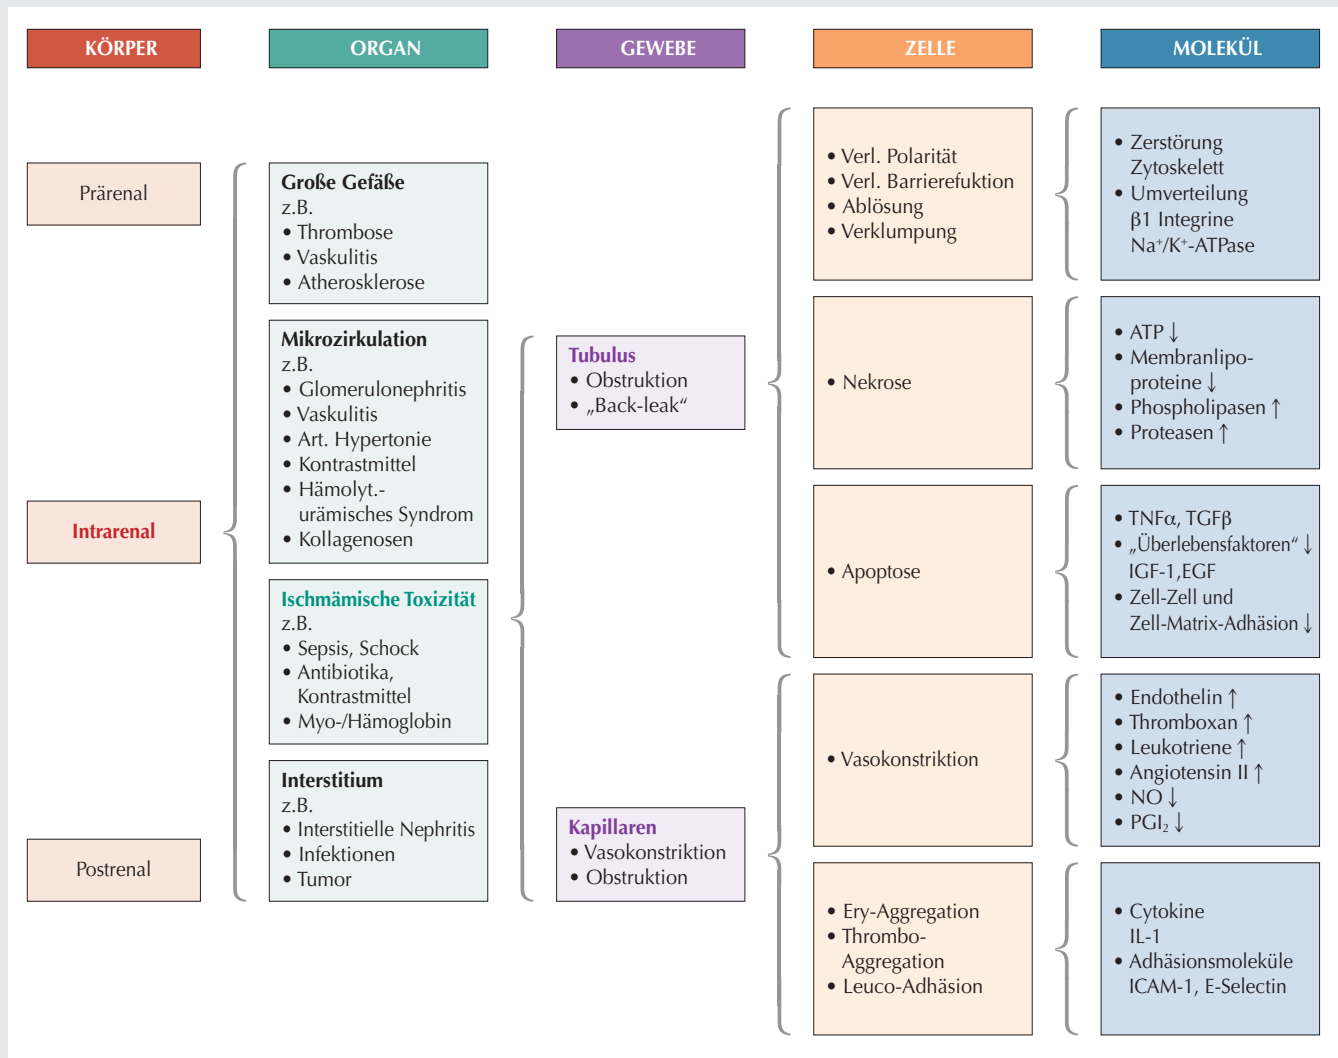 KÖRPER
ORGAN
GEWEBE
ZELLE
MOLEKÜL
Prärenal
Intrarenal
Postrenal
Große Gefäße
z.B.
• Thrombose
• Vaskulitis
• Atherosklerose
Mikrozirkulation
z.B.
• Glomerulonephritis
• Vaskulitis
• Art. Hypertonie
• Kontrastmittel
• Hämolyt.-
urämisches Syndrom
• Kollagenosen
Ischmämische Toxizität
z.B.
• Sepsis, Schock
• Antibiotika,
Kontrastmittel
• Myo-/Hämoglobin
Interstitium
z.B.
• Interstitielle Nephritis
• Infektionen
• Tumor
Tubulus
• Obstruktion
• „Back-leak“
Kapillaren
• Vasokonstriktion
• Obstruktion
• Verl. Polarität
• Verl. Barrierefuktion
• Ablösung
• Verklumpung
• Nekrose
• Apoptose
• Vasokonstriktion
• Ery-Aggregation
• Thrombo-
Aggregation
• Leuco-Adhäsion
• Zerstörung
Zytoskelett
• Umverteilung
β1 Integrine
Na⁺/K⁺-ATPase
• ATP ↓
• Membranlipo-
proteine ↓
• Phospholipasen ↑
• Proteasen ↑
• TNFα, TGFβ
• „Überlebensfaktoren“ ↓
IGF-1,EGF
• Zell-Zell und
Zell-Matrix-Adhäsion ↓
• Endothelin ↑
• Thromboxan ↑
• Leukotriene ↑
• Angiotensin II ↑
• NO ↓
• PGI₂ ↓
• Cytokine
IL-1
• Adhäsionsmoleküle
ICAM-1, E-Selectin